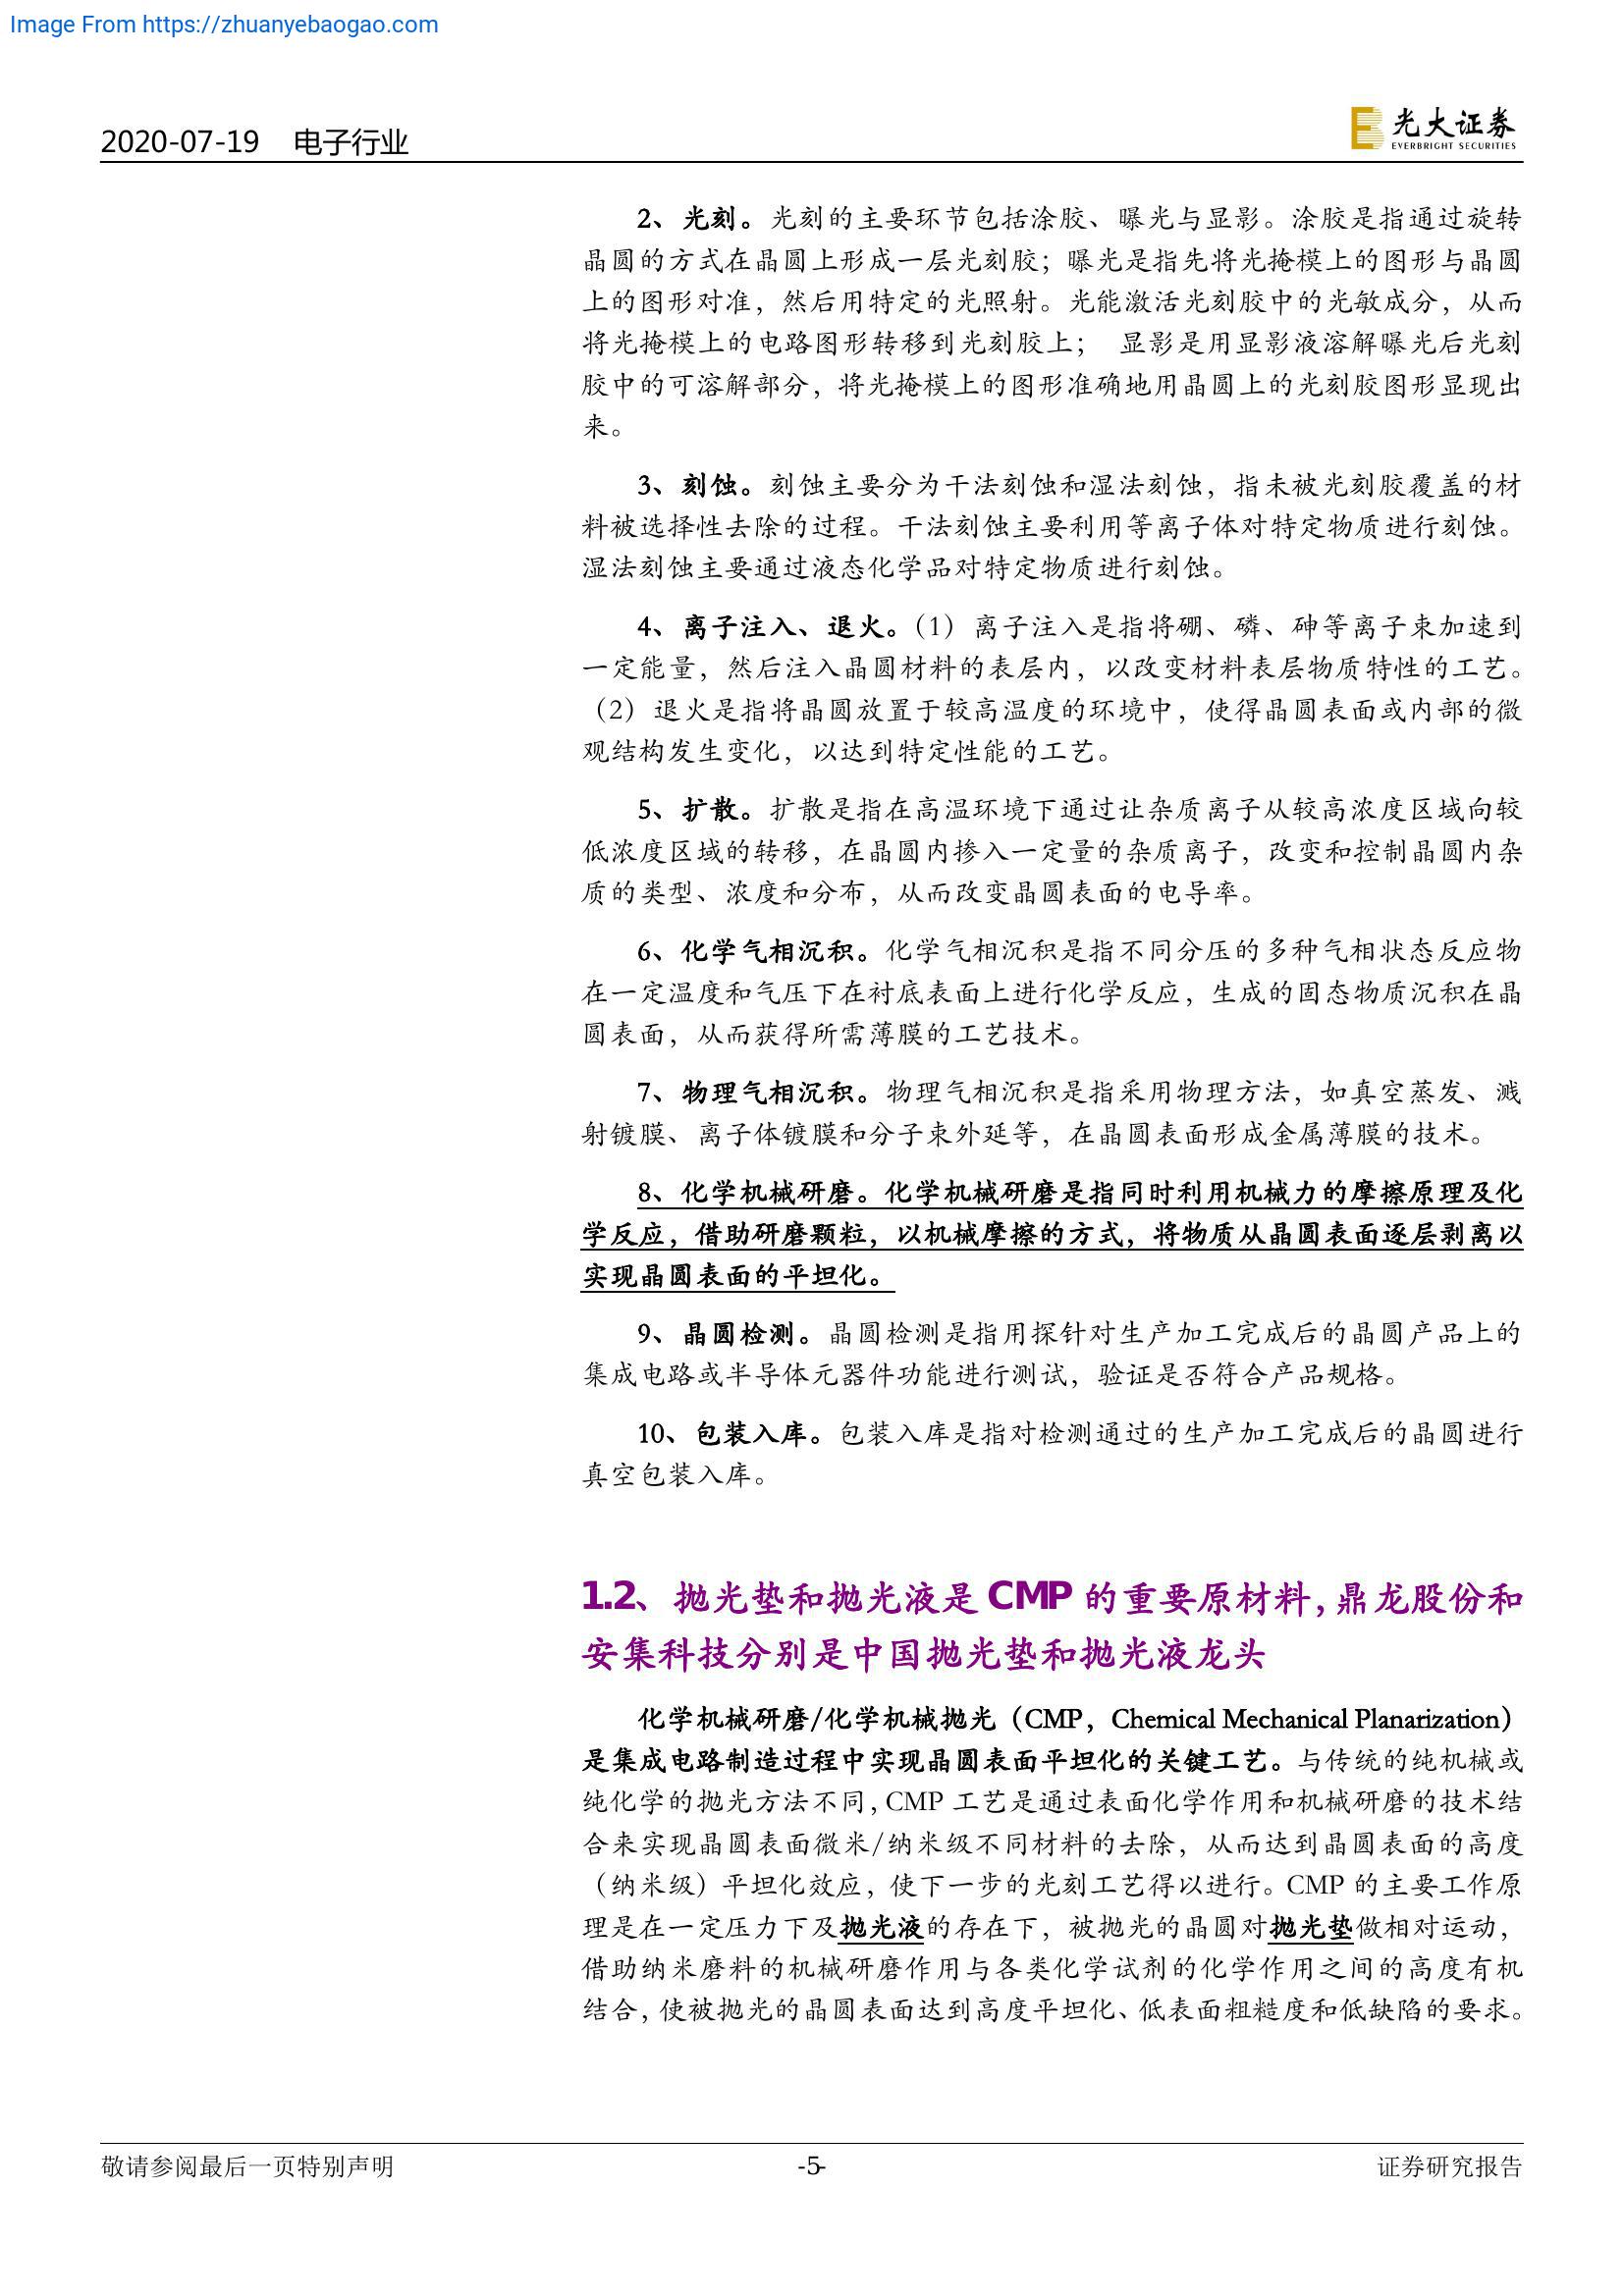 Image From https://zhuanyebaogao.com
2020-07-19 电子行业
光大证券
EVERBRIGHT SECURITIES
2、光刻。光刻的主要环节包括涂胶、曝光与显影。涂胶是指通过旋转
晶圆的方式在晶圆上形成一层光刻胶；曝光是指先将光掩模上的图形与晶圆
上的图形对准，然后用特定的光照射。光能激活光刻胶中的光敏成分，从而
将光掩模上的电路图形转移到光刻胶上； 显影是用显影液溶解曝光后光刻
胶中的可溶解部分，将光掩模上的图形准确地用晶圆上的光刻胶图形显现出
来。
3、刻蚀。刻蚀主要分为干法刻蚀和湿法刻蚀，指未被光刻胶覆盖的材
料被选择性去除的过程。干法刻蚀主要利用等离子体对特定物质进行刻蚀。
湿法刻蚀主要通过液态化学品对特定物质进行刻蚀。
4、离子注入、退火。（1）离子注入是指将硼、磷、砷等离子束加速到
一定能量，然后注入晶圆材料的表层内，以改变材料表层物质特性的工艺。
（2）退火是指将晶圆放置于较高温度的环境中，使得晶圆表面或内部的微
观结构发生变化，以达到特定性能的工艺。
5、扩散。扩散是指在高温环境下通过让杂质离子从较高浓度区域向较
低浓度区域的转移，在晶圆内掺入一定量的杂质离子，改变和控制晶圆内杂
质的类型、浓度和分布，从而改变晶圆表面的电导率。
6、化学气相沉积。化学气相沉积是指不同分压的多种气相状态反应物
在一定温度和气压下在衬底表面上进行化学反应，生成的固态物质沉积在晶
圆表面，从而获得所需薄膜的工艺技术。
7、物理气相沉积。物理气相沉积是指采用物理方法，如真空蒸发、溅
射镀膜、离子体镀膜和分子束外延等，在晶圆表面形成金属薄膜的技术。
8、化学机械研磨。化学机械研磨是指同时利用机械力的摩擦原理及化
学反应，借助研磨颗粒，以机械摩擦的方式，将物质从晶圆表面逐层剥离以
实现晶圆表面的平坦化。
9、晶圆检测。晶圆检测是指用探针对生产加工完成后的晶圆产品上的
集成电路或半导体元器件功能进行测试，验证是否符合产品规格。
10、包装入库。包装入库是指对检测通过的生产加工完成后的晶圆进行
真空包装入库。
1.2、抛光垫和抛光液是 CMP 的重要原材料，鼎龙股份和
安集科技分别是中国抛光垫和抛光液龙头
化学机械研磨/化学机械抛光（CMP，Chemical Mechanical Planarization）
是集成电路制造过程中实现晶圆表面平坦化的关键工艺。与传统的纯机械或
纯化学的抛光方法不同，CMP 工艺是通过表面化学作用和机械研磨的技术结
合来实现晶圆表面微米/纳米级不同材料的去除，从而达到晶圆表面的高度
（纳米级）平坦化效应，使下一步的光刻工艺得以进行。CMP 的主要工作原
理是在一定压力下及抛光液的存在下，被抛光的晶圆对抛光垫做相对运动，
借助纳米磨料的机械研磨作用与各类化学试剂的化学作用之间的高度有机
结合，使被抛光的晶圆表面达到高度平坦化、低表面粗糙度和低缺陷的要求。
敬请参阅最后一页特别声明
-5-
证券研究报告